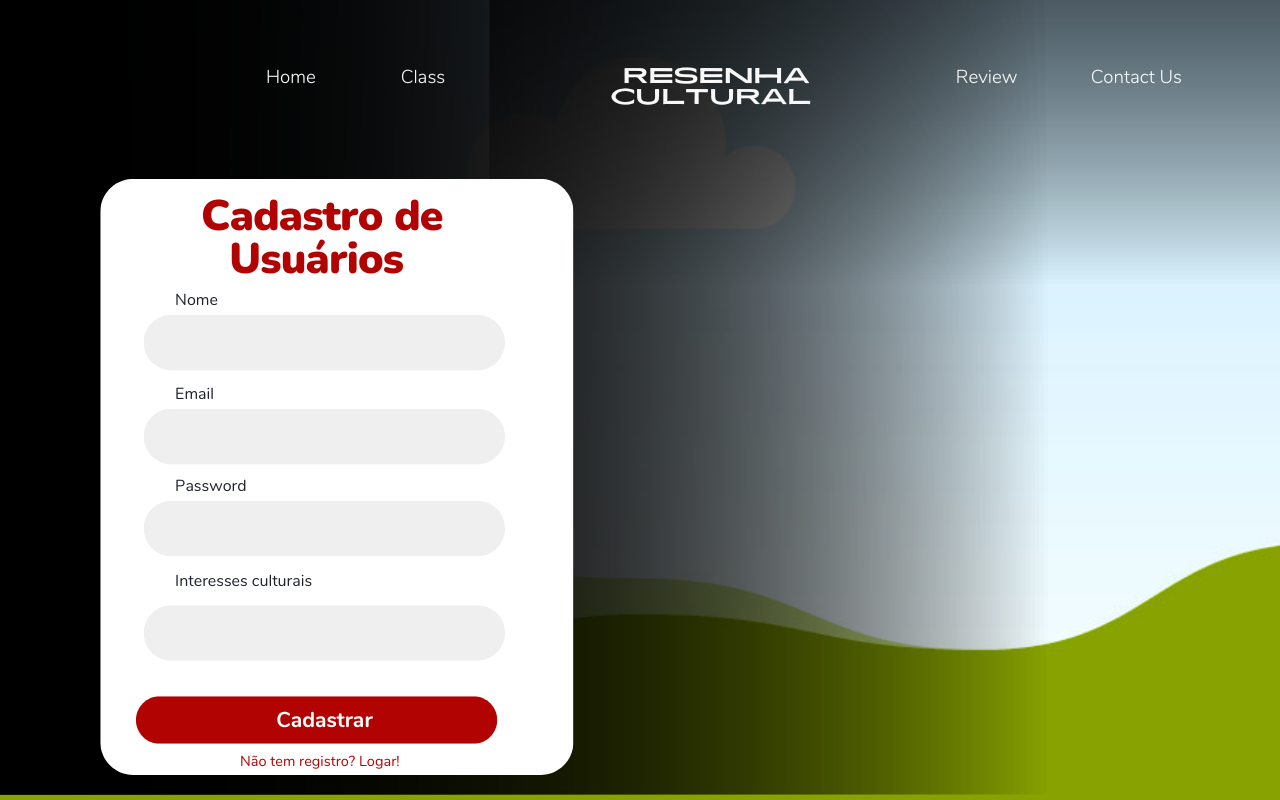 Home
Class
RESENHA
CULTURAL
Review
Contact Us
Cadastro de
Usuários
Nome
Email
Password
Interesses culturais
Cadastrar
Não tem registro? Logar!